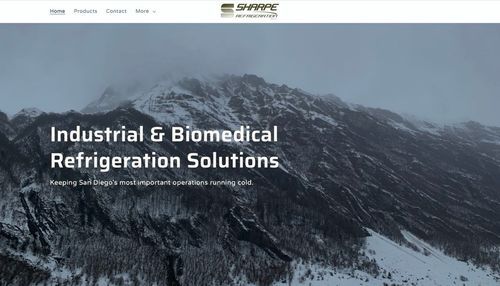 Home Products Contact More
SHARPE
REFRIGERATION
Industrial & Biomedical
Refrigeration Solutions
Keeping San Diego's most important operations running cold.